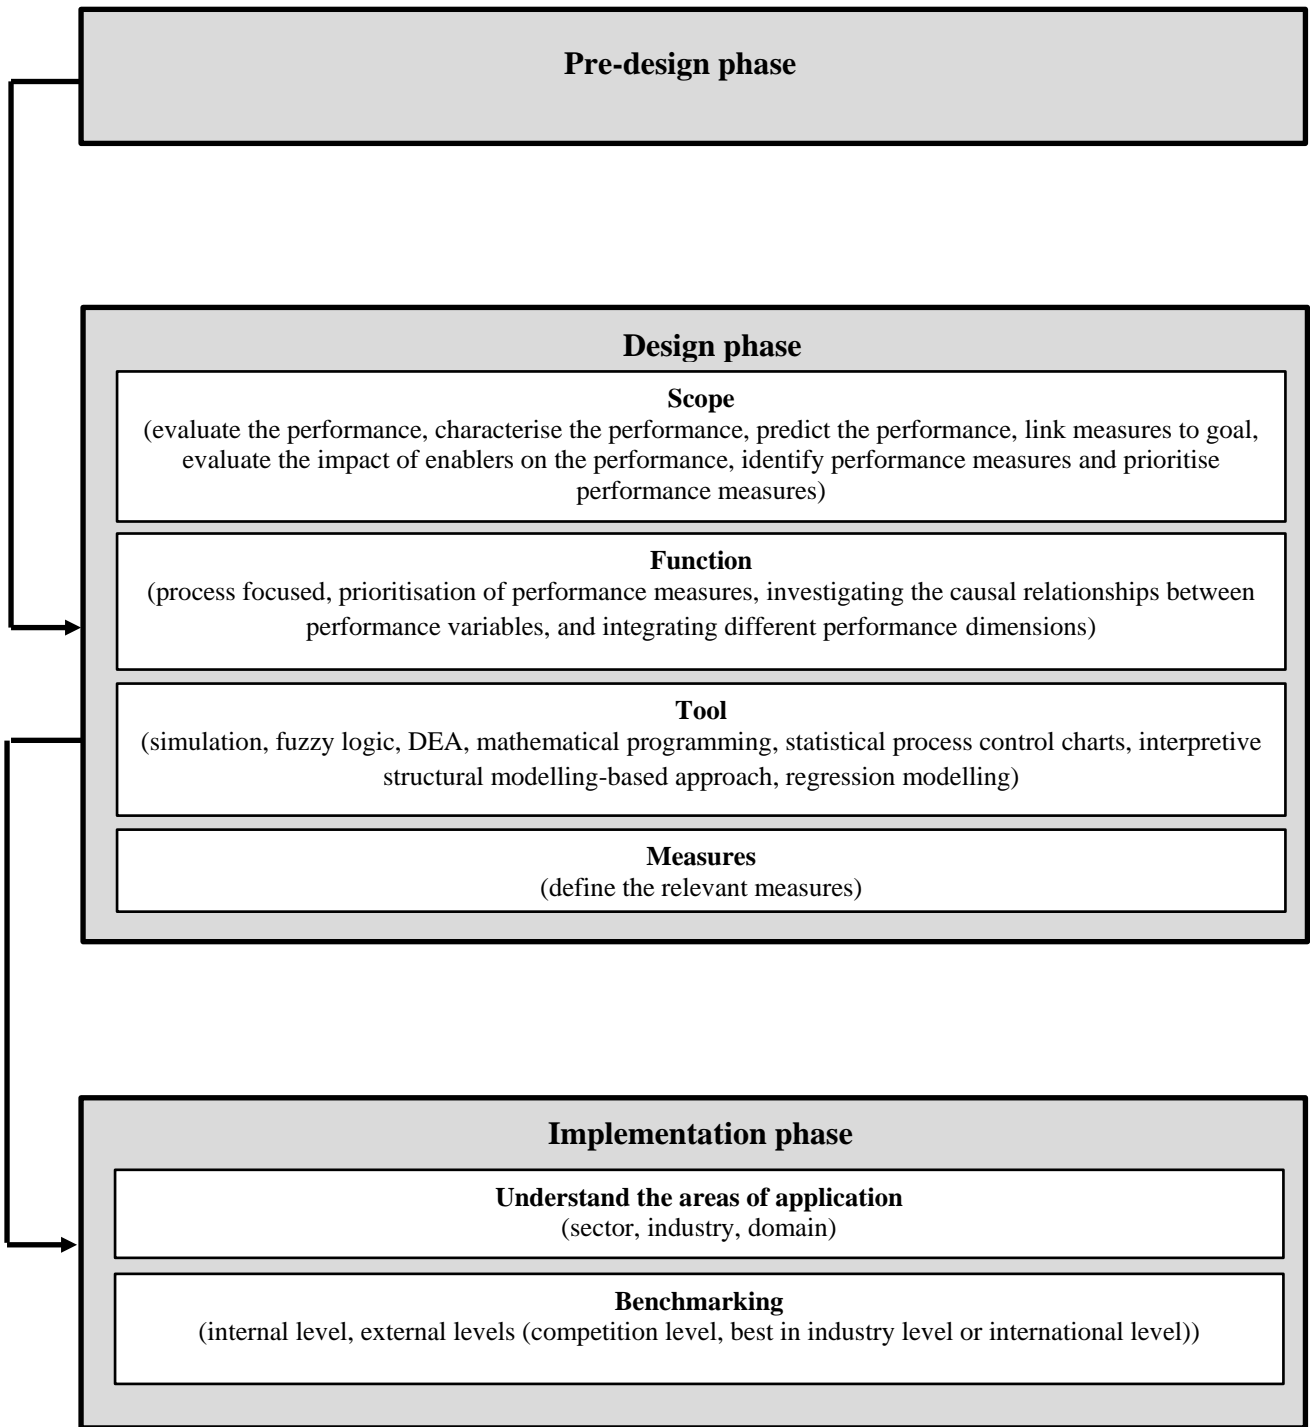 Pre-design phase
Design phase
Scope
(evaluate the performance, characterise the performance, predict the performance, link measures to goal,
evaluate the impact of enablers on the performance, identify performance measures and prioritise
performance measures)
Function
(process focused, prioritisation of performance measures, investigating the causal relationships between
performance variables, and integrating different performance dimensions)
Tool
(simulation, fuzzy logic, DEA, mathematical programming, statistical process control charts, interpretive
structural modelling-based approach, regression modelling)
Measures
(define the relevant measures)
Implementation phase
Understand the areas of application
(sector, industry, domain)
Benchmarking
(internal level, external levels (competition level, best in industry level or international level))